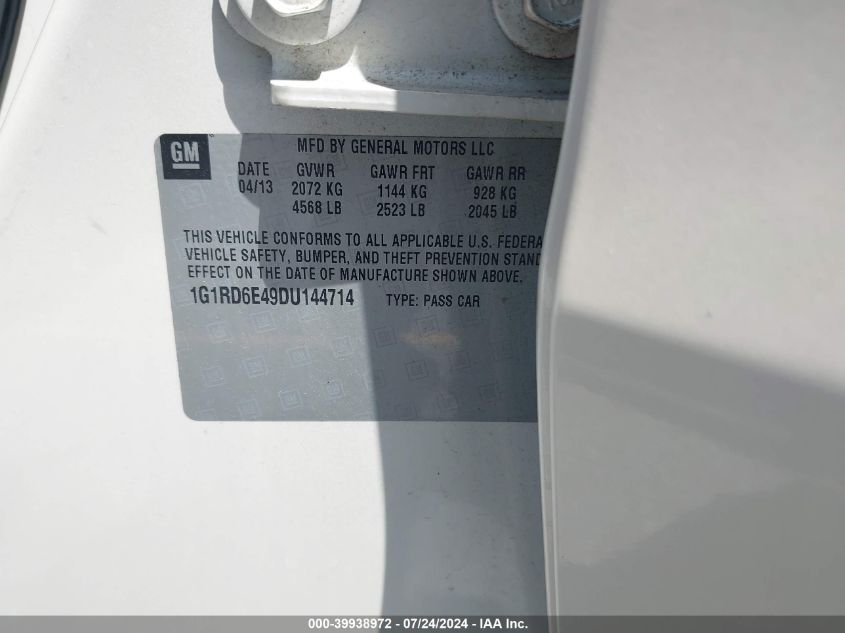 GM
MFD BY GENERAL MOTORS LLC
DATE GVWR GAWR FRT GAWR RR
04/13 2072 KG 1144 KG 928 KG
4568 LB 2523 LB 2045 LB
THIS VEHICLE CONFORMS TO ALL APPLICABLE U.S. FEDERA
VEHICLE SAFETY, BUMPER, AND THEFT PREVENTION STAND
EFFECT ON THE DATE OF MANUFACTURE SHOWN ABOVE.
1G1RD6E49DU144714 TYPE: PASS CAR
000-39938972 / 07/24/2024 - IAA Inc.